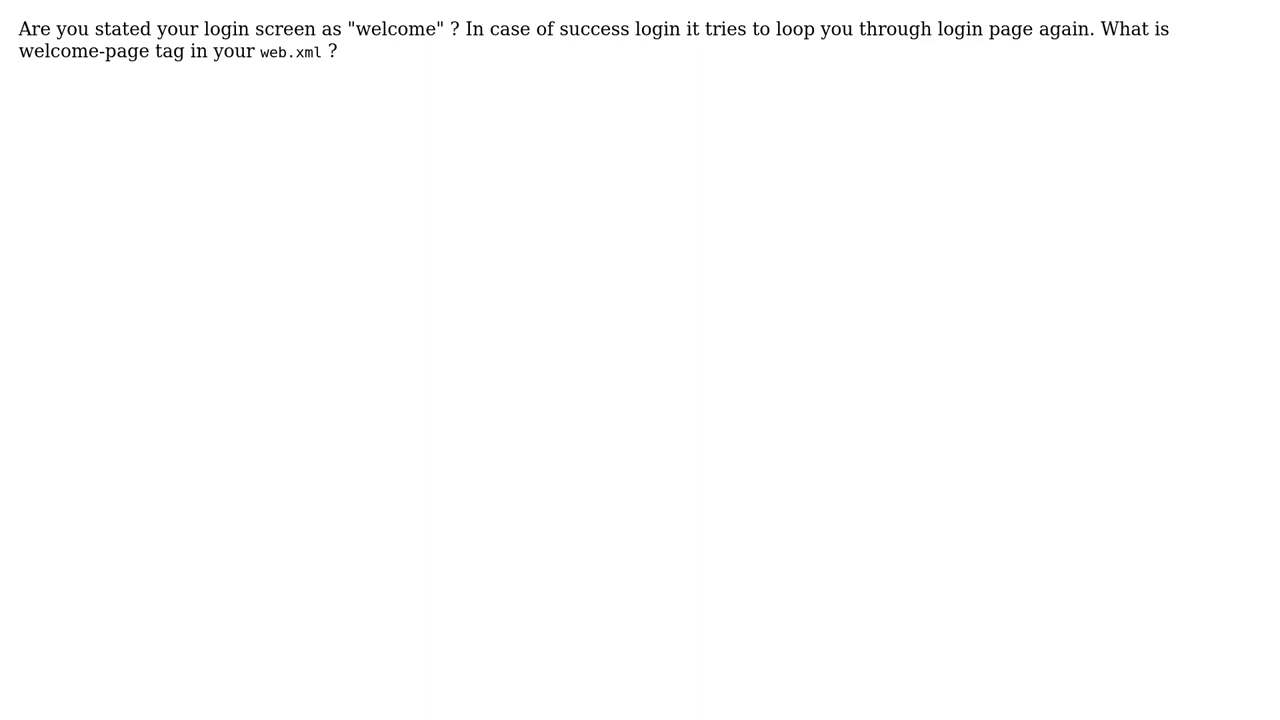 Are you stated your login screen as "welcome" ? In case of success login it tries to loop you through login page again. What is
welcome-page tag in your web.xml ?